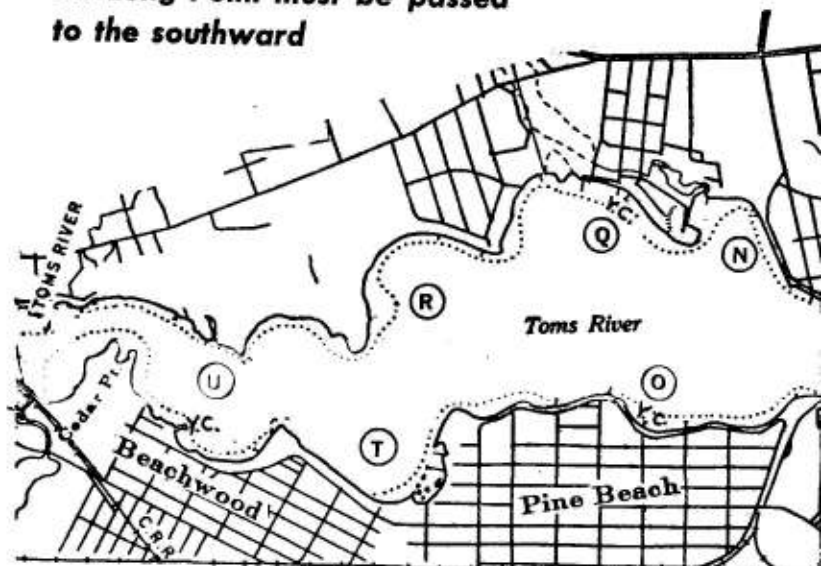 to the southward
TOMS RIVER
Y.C.
Q
N
R
Toms River
U
O
Y.C.
Cedar Pt.
Y.C.
T
Beachwood
Pine Beach
C.R.R.